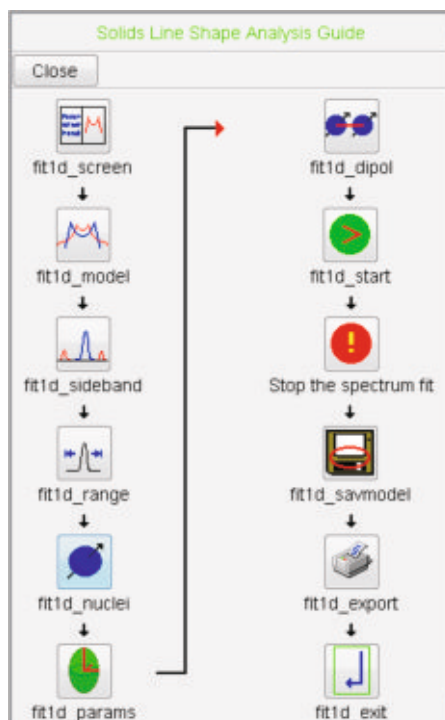 Solids Line Shape Analysis Guide
Close
fit1d_screen
fit1d_model
fit1d_sideband
fit1d_range
fit1d_nuclei
fit1d_params
fit1d_dipol
fit1d_start
Stop the spectrum fit
fit1d_savmodel
fit1d_export
fit1d_exit